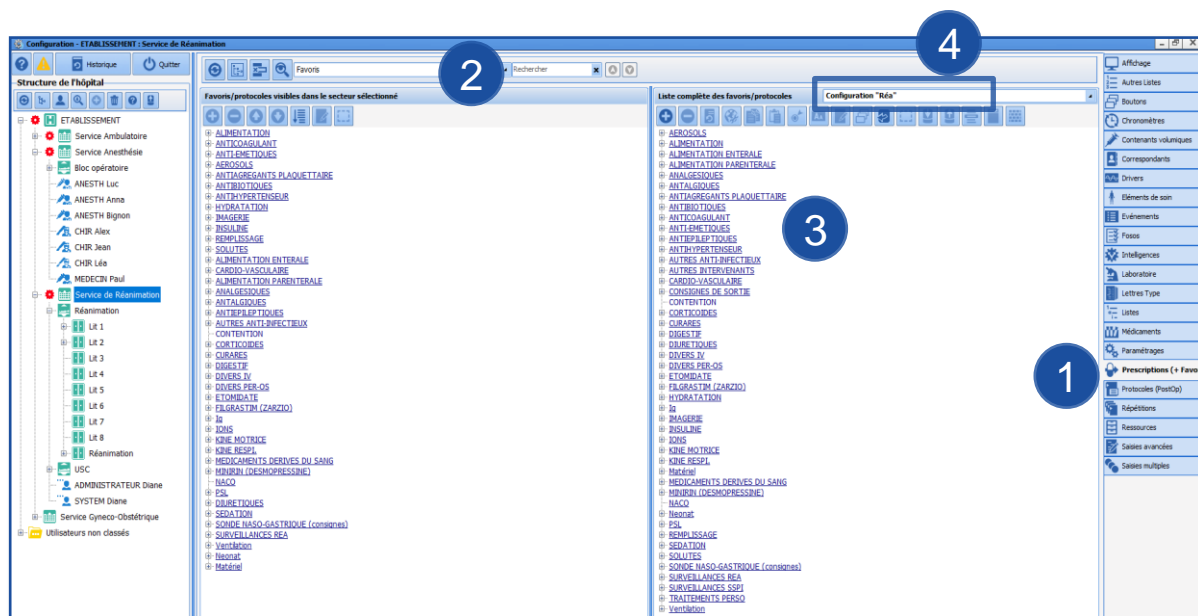 4
Configuration - ETABLISSEMENT : Service de Réanimation
Historique
Quitter
Structure de l'hôpital
ETABLISSEMENT
Service Ambulatoire
Service Anesthésie
Bloc opératoire
ANESTH Luc
ANESTH Anna
ANESTH Bignon
CHIR Alex
CHIR Jean
CHIR Léa
MEDECIN Paul
Service de Réanimation
Réanimation
Lit 1
Lit 2
Lit 3
Lit 4
Lit 5
Lit 6
Lit 7
Lit 8
Réanimation
USC
ADMINISTRATEUR Diane
SYSTEM Diane
Service Gyneco-Obstétrique
Utilisateurs non classés
Favoris
2
Rechercher
Favoris/protocoles visibles dans le secteur sélectionné
ALIMENTATION
ANTICOAGULANT
ANTI-EMETIQUES
AEROSOLS
ANTIAGREGANTS PLAQUETTAIRE
ANTIBIOTIQUES
ANTIHYPERTENSEUR
HYDRATATION
IMAGERIE
INSULINE
REMPLISSAGE
SOLUTES
ALIMENTATION ENTERALE
CARDIO-VASCULAIRE
ALIMENTATION PARENTERALE
ANALGESIQUES
ANTALGIQUES
ANTIEPILEPTIQUES
AUTRES ANTI-INFECTIEUX
CONTENTION
CORTICOIDES
CURARES
DIGESTIF
DIVERS IV
DIVERS PER-OS
ETOMIDATE
FILGRASTIM (ZARZIO)
Ig
IONS
KINE MOTRICE
KINE RESPI.
MEDICAMENTS DERIVES DU SANG
MINIRIN (DESMOPRESSINE)
NACO
PSL
DIURETIQUES
SEDATION
SONDE NASO-GASTRIQUE (consignes)
SURVEILLANCES REA
Ventilation
Neonat
Matériel
Liste complète des favoris/protocoles
Configuration "Réa"
AEROSOLS
ALIMENTATION
ALIMENTATION ENTERALE
ALIMENTATION PARENTERALE
ANALGESIQUES
ANTALGIQUES
ANTIAGREGANTS PLAQUETTAIRE
ANTIBIOTIQUES
ANTICOAGULANT
ANTI-EMETIQUES
ANTIEPILEPTIQUES
ANTIHYPERTENSEUR
AUTRES ANTI-INFECTIEUX
AUTRES INTERVENANTS
CARDIO-VASCULAIRE
CONSIGNES DE SORTIE
CONTENTION
CORTICOIDES
CURARES
DIGESTIF
DIURETIQUES
DIVERS IV
DIVERS PER-OS
ETOMIDATE
FILGRASTIM (ZARZIO)
HYDRATATION
Ig
IMAGERIE
INSULINE
IONS
KINE MOTRICE
KINE RESPI.
Matériel
MEDICAMENTS DERIVES DU SANG
MINIRIN (DESMOPRESSINE)
NACO
Neonat
PSL
REMPLISSAGE
SEDATION
SOLUTES
SONDE NASO-GASTRIQUE (consignes)
SURVEILLANCES REA
SURVEILLANCES SSPI
TRAITEMENTS PERSO
Ventilation
3
1
Affichage
Autres Listes
Boutons
Chronomètres
Contenants volumiques
Correspondants
Drivers
Eléments de soin
Evénements
Fosos
Intelligences
Laboratoire
Lettres Type
Listes
Médicaments
Paramétrages
Prescriptions (+ Favo
Protocoles (PostOp)
Répétitions
Ressources
Saisies avancées
Saisies multiples